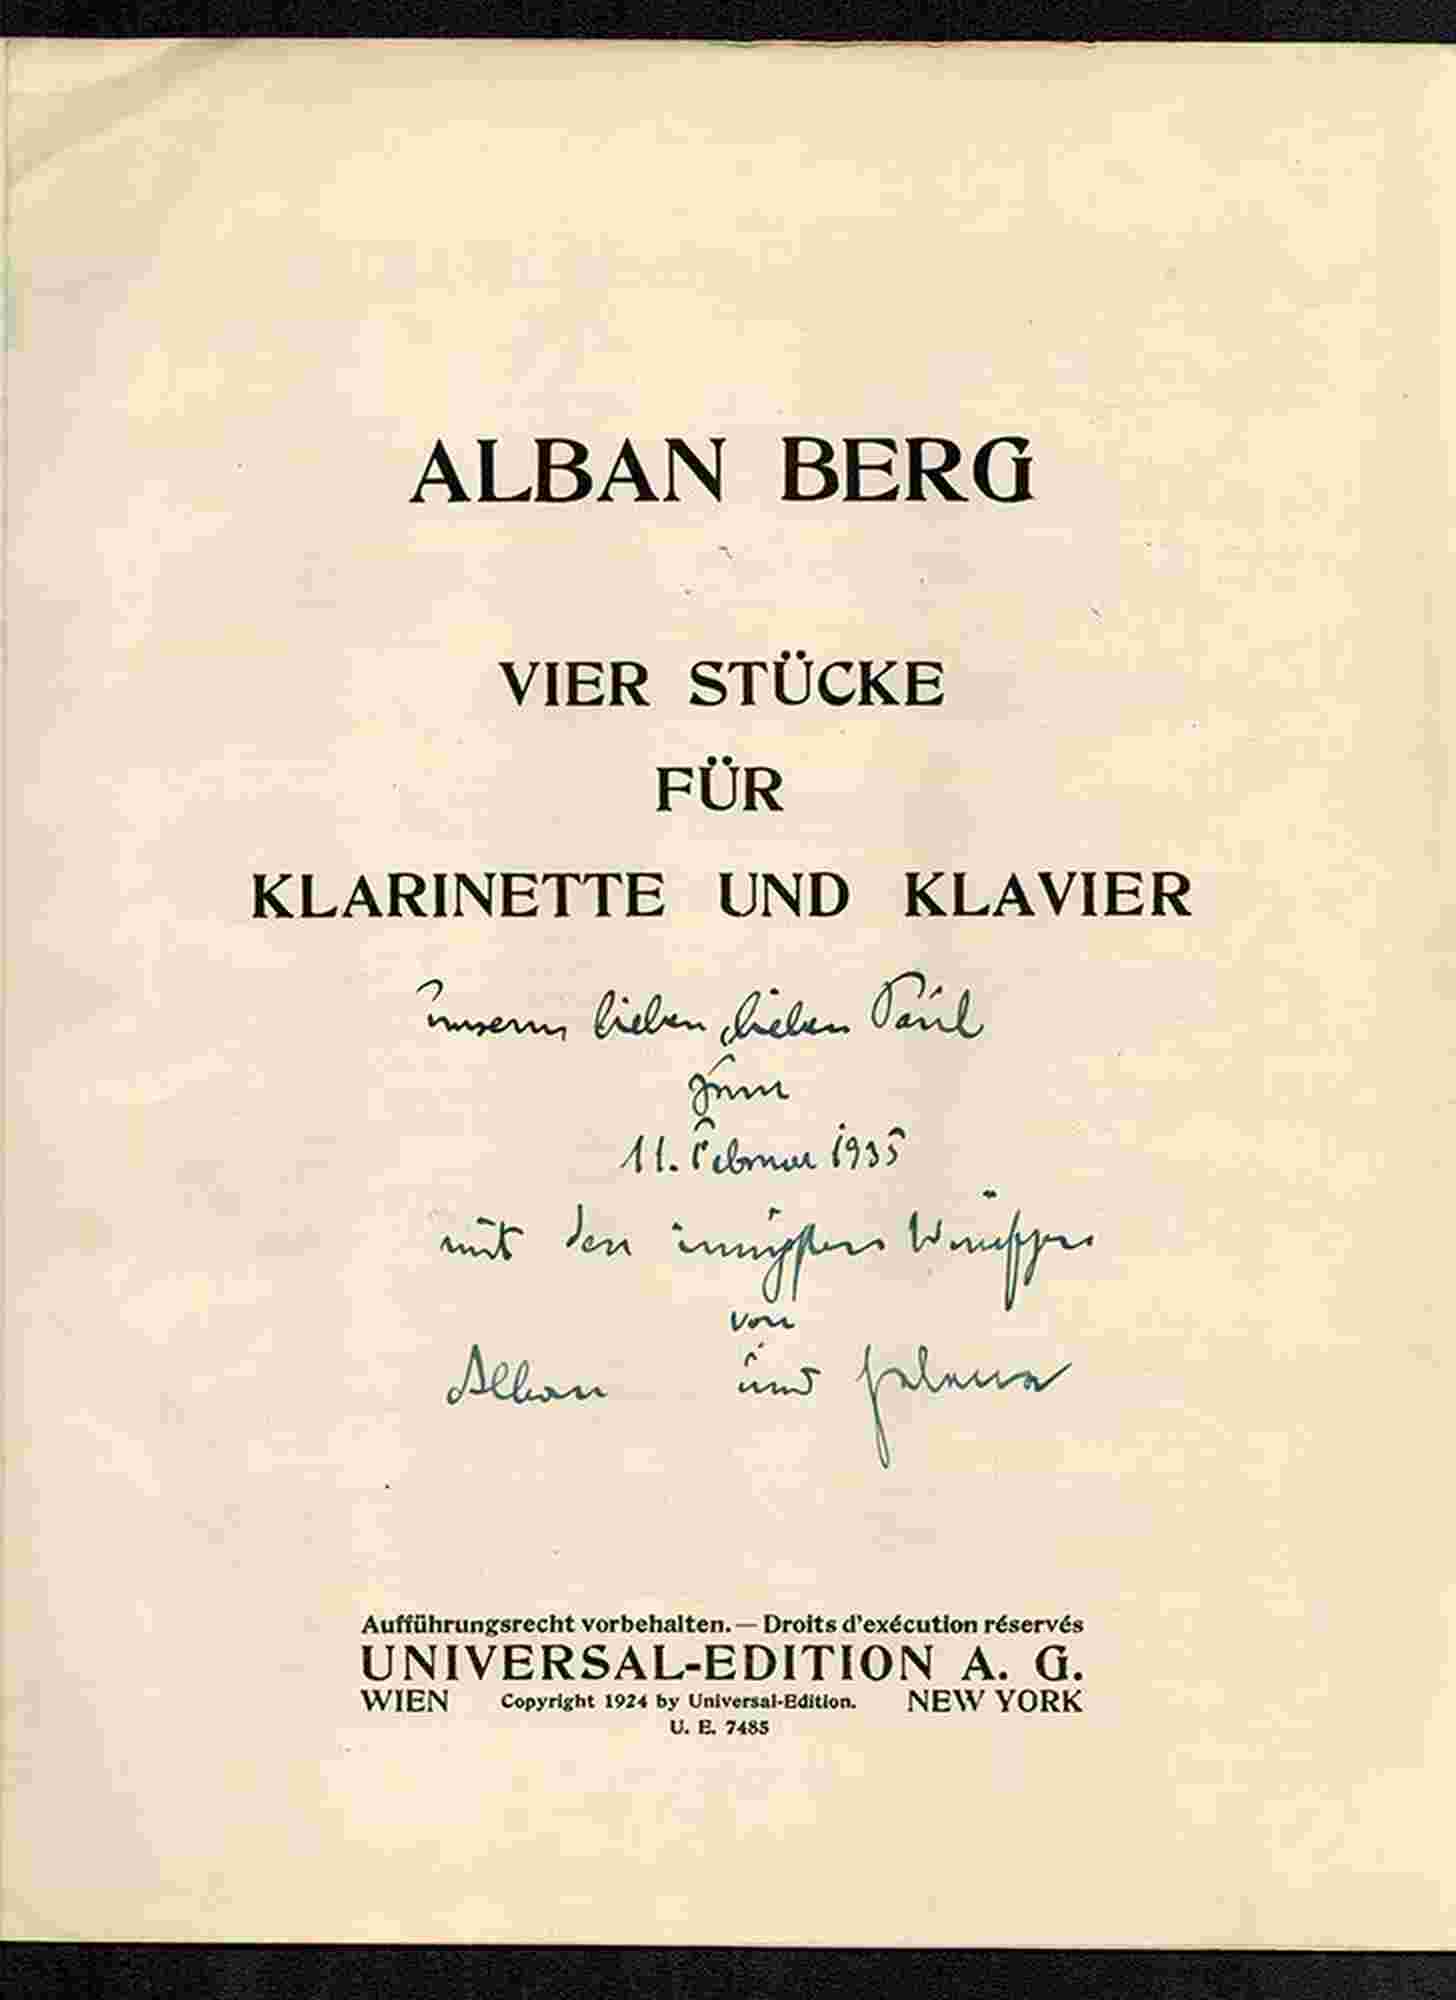 ALBAN BERG
VIER STÜCKE
FÜR
KLARINETTE UND KLAVIER
unserm lieben, lieben Paul
zum
11. Februar 1935
mit den innigsten Wünschen
von
Alban und Helene
Aufführungsrecht vorbehalten. — Droits d'exécution réservés
UNIVERSAL-EDITION A. G.
WIEN Copyright 1924 by Universal-Edition. NEW YORK
U. E. 7485